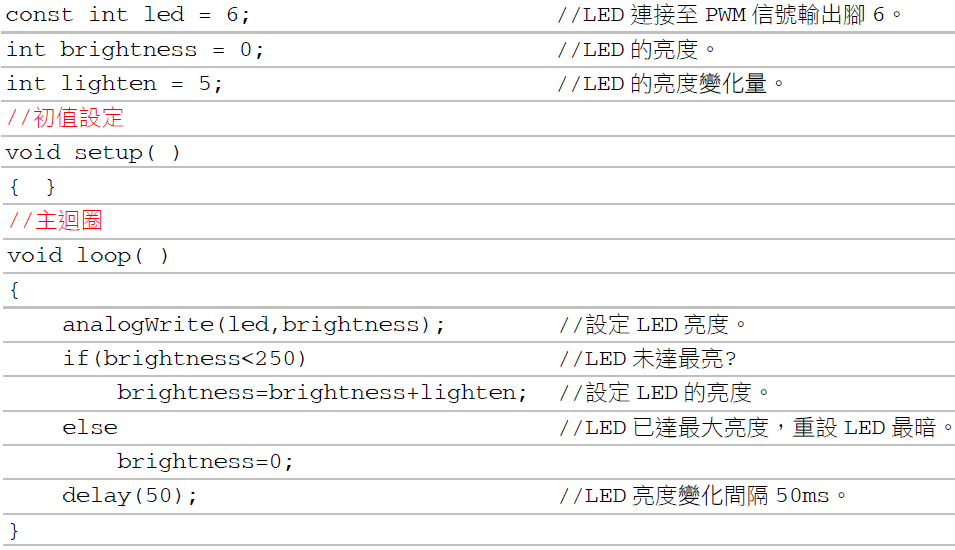 const int led = 6; //LED 連接至 PWM 信號輸出腳 6。
int brightness = 0; //LED 的亮度。
int lighten = 5; //LED 的亮度變化量。
//初值設定
void setup( )
{  }
//主迴圈
void loop( )
{
analogWrite(led,brightness); //設定 LED 亮度。
if(brightness<250) //LED 未達最亮?
brightness=brightness+lighten; //設定 LED 的亮度。
else //LED 已達最大亮度，重設 LED 最暗。
brightness=0;
delay(50); //LED 亮度變化間隔 50ms。
}